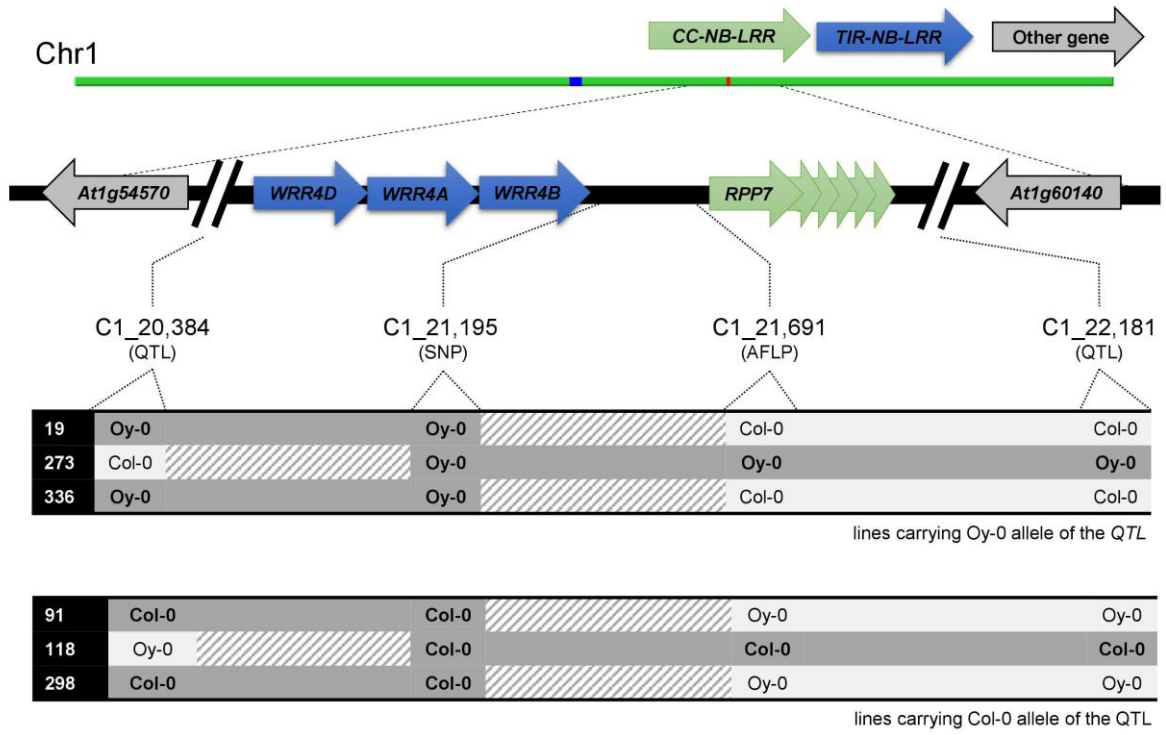 Chr1
CC-NB-LRR TIR-NB-LRR Other gene
At1g54570 WRR4D WRR4A WRR4B RPP7 At1g60140
C1_20,384 C1_21,195 C1_21,691 C1_22,181
(QTL) (SNP) (AFLP) (QTL)
19 Oy-0 Oy-0 Col-0 Col-0
273 Col-0 Oy-0 Oy-0 Oy-0
336 Oy-0 Oy-0 Col-0 Col-0
lines carrying Oy-0 allele of the QTL
91 Col-0 Col-0 Oy-0 Oy-0
118 Oy-0 Col-0 Col-0 Col-0
298 Col-0 Col-0 Oy-0 Oy-0
lines carrying Col-0 allele of the QTL